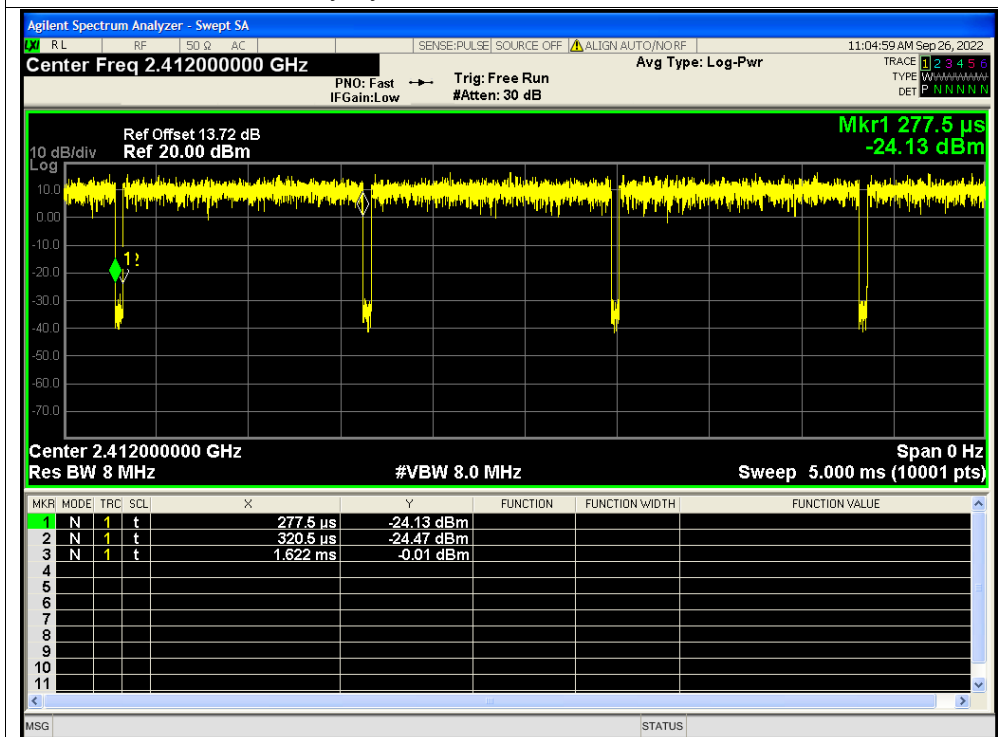 Agilent Spectrum Analyzer - Swept SA
LXI RL RF 50 Ω AC SENSE:PULSE SOURCE OFF ALIGN AUTO/NO RF 11:04:59 AM Sep 26, 2022
Center Freq 2.412000000 GHz Avg Type: Log-Pwr TRACE 1 2 3 4 5 6
PNO: Fast Trig: Free Run TYPE WWWWWW
IFGain:Low #Atten: 30 dB DET P N N N N N
Mkr1 277.5 µs
Ref Offset 13.72 dB
10 dB/div Ref 20.00 dBm -24.13 dBm
Log
10.0
0.00
-10.0
1
-20.0
-30.0
-40.0
-50.0
-60.0
-70.0
Center 2.412000000 GHz Span 0 Hz
Res BW 8 MHz #VBW 8.0 MHz Sweep 5.000 ms (10001 pts)
MKR MODE TRC SCL X Y FUNCTION FUNCTION WIDTH FUNCTION VALUE
1 N 1 t 277.5 µs -24.13 dBm
2 N 1 t 320.5 µs -24.47 dBm
3 N 1 t 1.622 ms -0.01 dBm
4
5
6
7
8
9
10
11
MSG STATUS